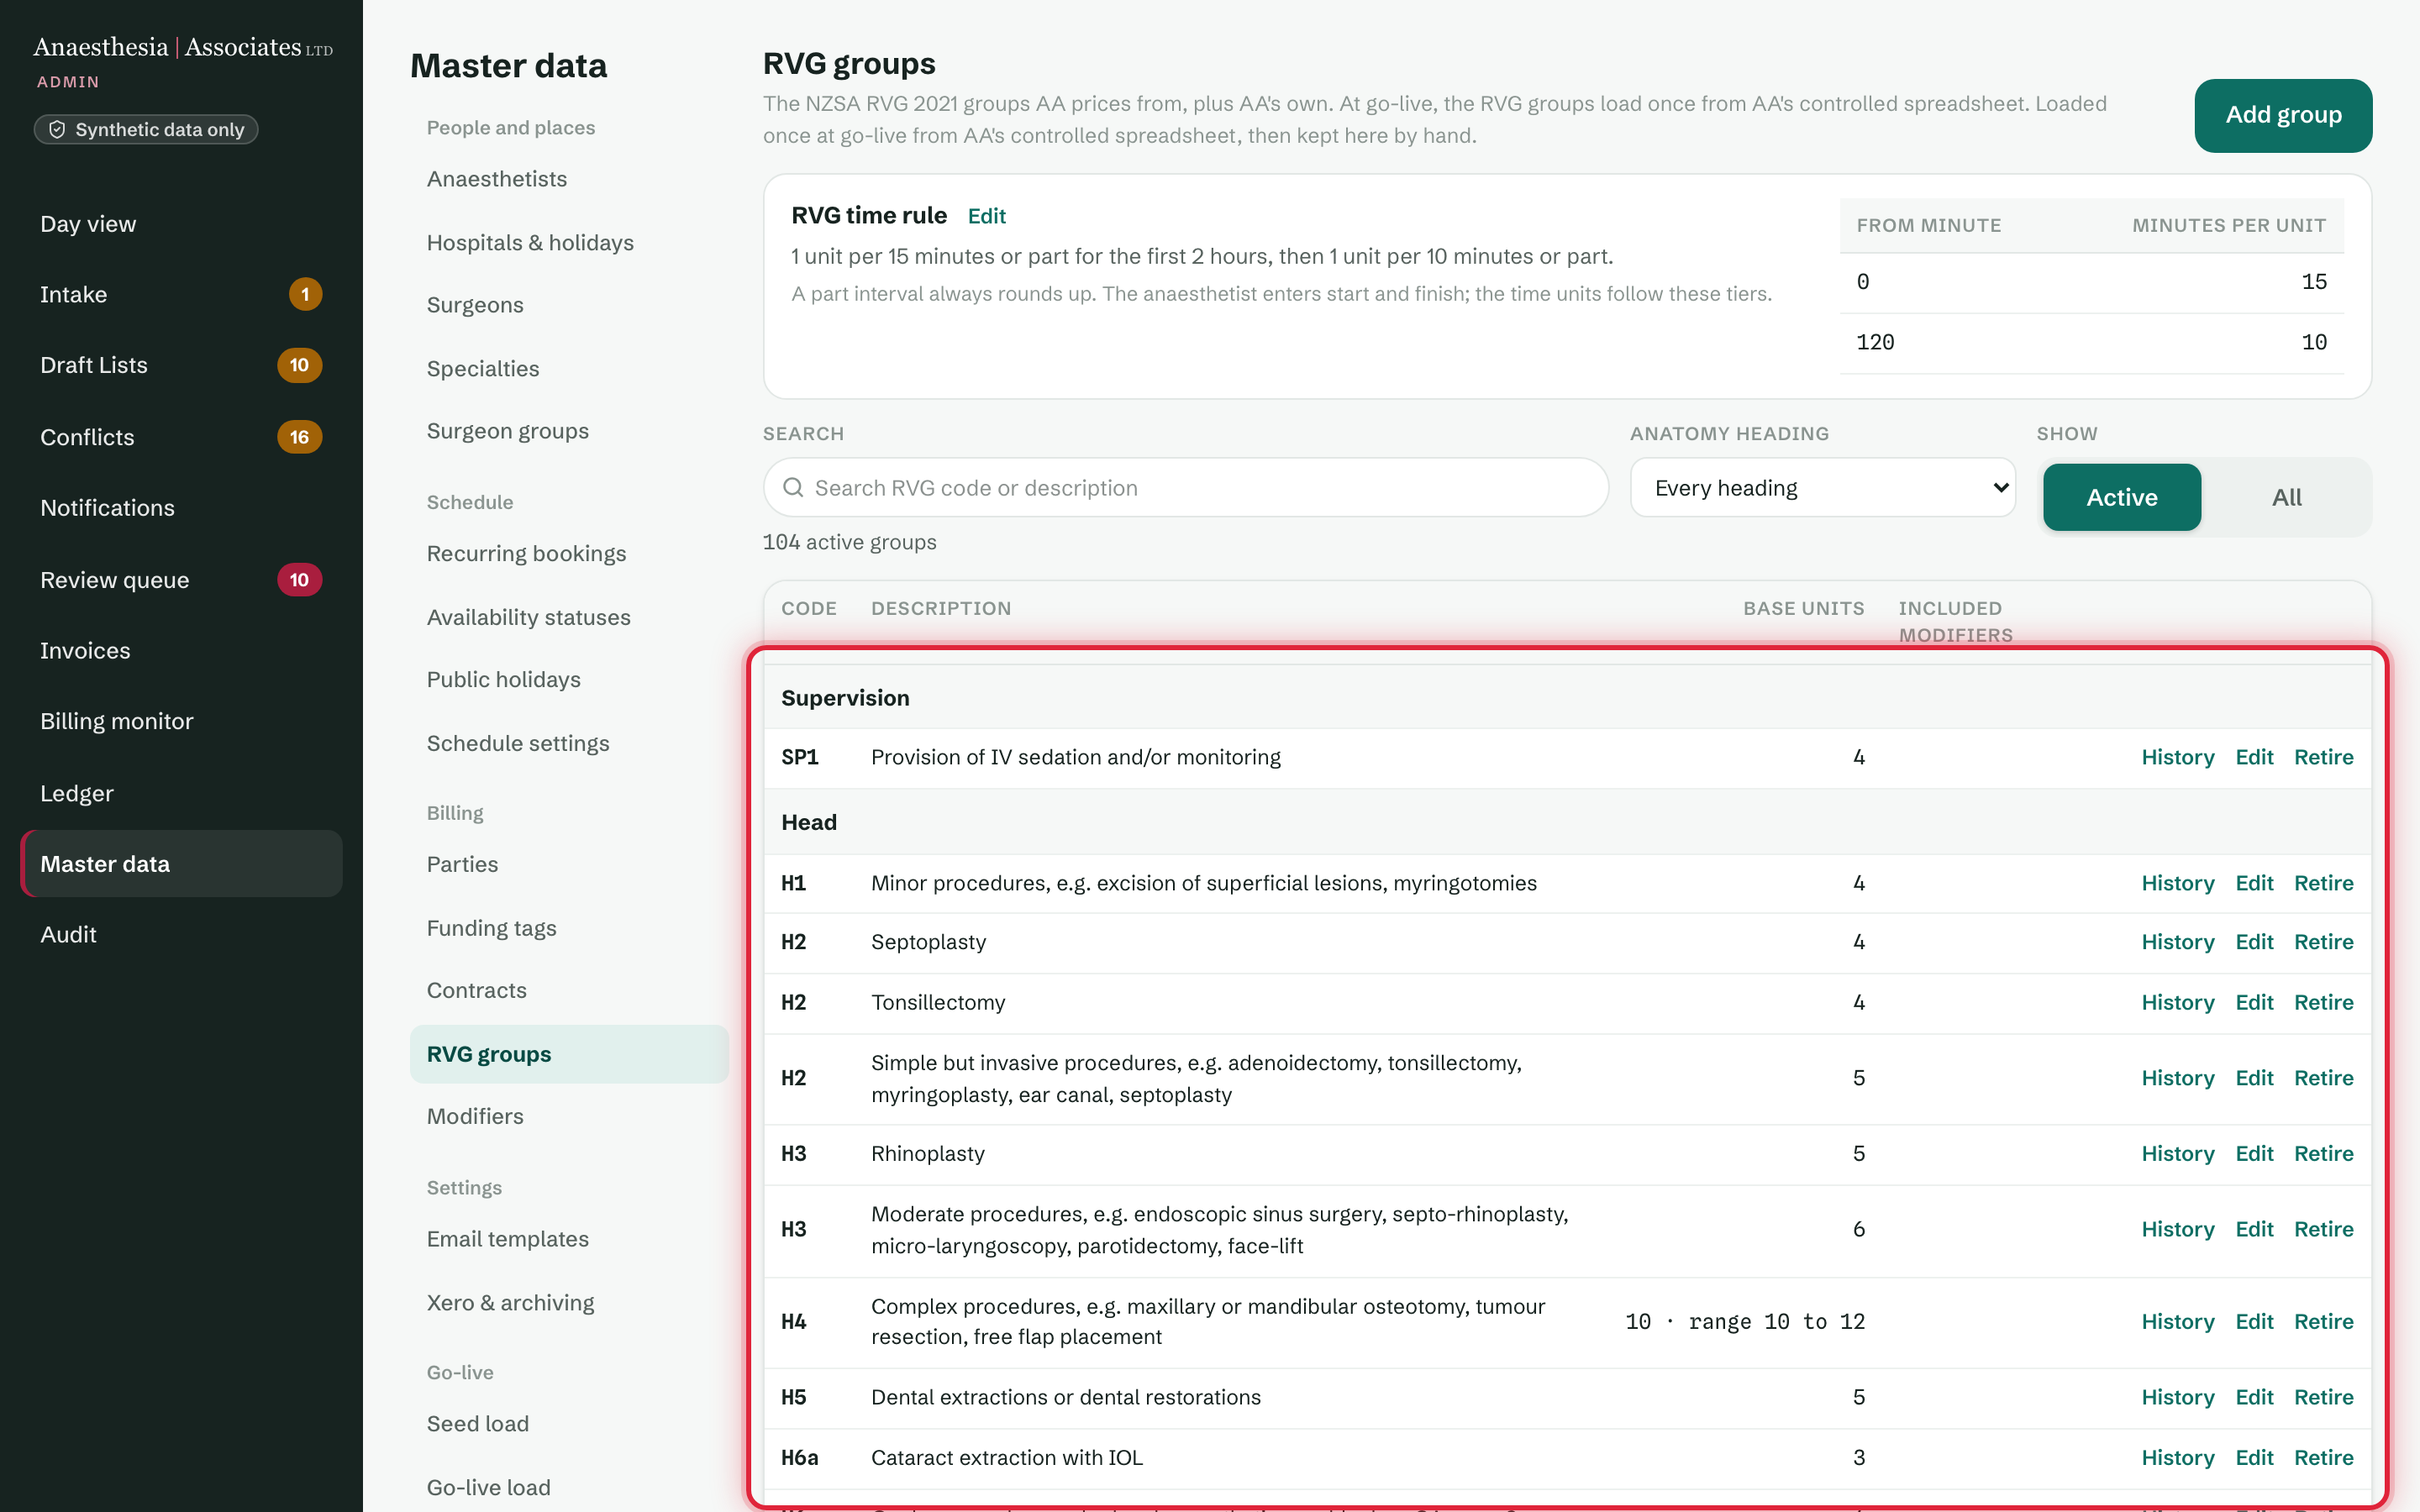 Anaesthesia | Associates LTD
ADMIN
Synthetic data only
Day view
Intake 1
Draft Lists 10
Conflicts 16
Notifications
Review queue 10
Invoices
Billing monitor
Ledger
Master data
Audit
Master data
People and places
Anaesthetists
Hospitals & holidays
Surgeons
Specialties
Surgeon groups
Schedule
Recurring bookings
Availability statuses
Public holidays
Schedule settings
Billing
Parties
Funding tags
Contracts
RVG groups
Modifiers
Settings
Email templates
Xero & archiving
Go-live
Seed load
Go-live load
RVG groups
The NZSA RVG 2021 groups AA prices from, plus AA's own. At go-live, the RVG groups load once from AA's controlled spreadsheet. Loaded
once at go-live from AA's controlled spreadsheet, then kept here by hand.
Add group
RVG time rule Edit
1 unit per 15 minutes or part for the first 2 hours, then 1 unit per 10 minutes or part.
A part interval always rounds up. The anaesthetist enters start and finish; the time units follow these tiers.
FROM MINUTE MINUTES PER UNIT
0 15
120 10
SEARCH
Search RVG code or description
ANATOMY HEADING
Every heading
SHOW
Active All
104 active groups
CODE DESCRIPTION BASE UNITS INCLUDED
MODIFIERS
Supervision
SP1 Provision of IV sedation and/or monitoring 4 History Edit Retire
Head
H1 Minor procedures, e.g. excision of superficial lesions, myringotomies 4 History Edit Retire
H2 Septoplasty 4 History Edit Retire
H2 Tonsillectomy 4 History Edit Retire
H2 Simple but invasive procedures, e.g. adenoidectomy, tonsillectomy,
myringoplasty, ear canal, septoplasty 5 History Edit Retire
H3 Rhinoplasty 5 History Edit Retire
H3 Moderate procedures, e.g. endoscopic sinus surgery, septo-rhinoplasty,
micro-laryngoscopy, parotidectomy, face-lift 6 History Edit Retire
H4 Complex procedures, e.g. maxillary or mandibular osteotomy, tumour
resection, free flap placement 10 · range 10 to 12 History Edit Retire
H5 Dental extractions or dental restorations 5 History Edit Retire
H6a Cataract extraction with IOL 3 History Edit Retire